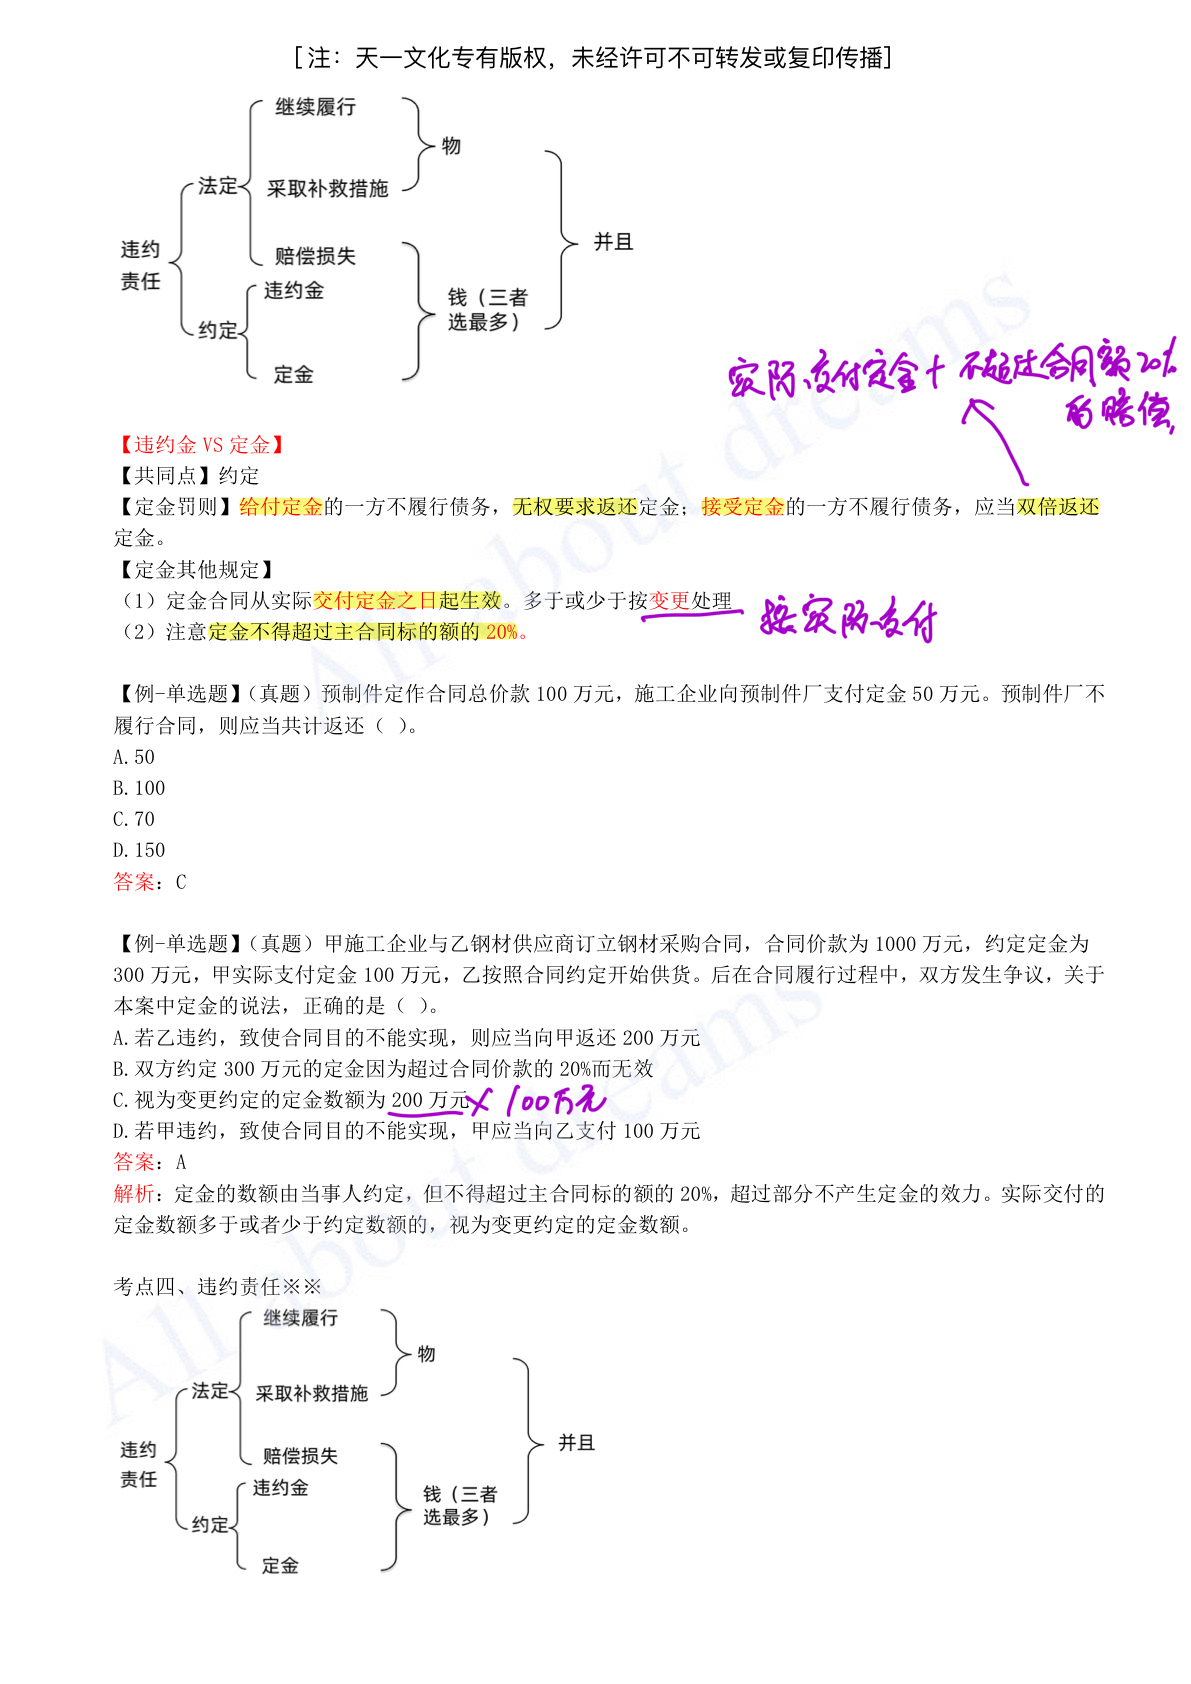 [注：天一文化专有版权，未经许可不可转发或复印传播]
继续履行
物
法定
采取补救措施
并且
违约
责任
赔偿损失
违约金
钱（三者
选最多）
约定
定金
实际交付定金+不超过合同额20%
的赔偿
【违约金 VS 定金】
【共同点】约定
【定金罚则】给付定金的一方不履行债务，无权要求返还定金；接受定金的一方不履行债务，应当双倍返还
定金。
【定金其他规定】
（1）定金合同从实际交付定金之日起生效。多于或少于按变更处理
按实际交付
（2）注意定金不得超过主合同标的额的 20%。
【例-单选题】（真题）预制件定作合同总价款 100 万元，施工企业向预制件厂支付定金 50 万元。预制件厂不
履行合同，则应当共计返还（ ）。
A.50
B.100
C.70
D.150
答案：C
【例-单选题】（真题）甲施工企业与乙钢材供应商订立钢材采购合同，合同价款为 1000 万元，约定定金为
300 万元，甲实际支付定金 100 万元，乙按照合同约定开始供货。后在合同履行过程中，双方发生争议，关于
本案中定金的说法，正确的是（ ）。
A.若乙违约，致使合同目的不能实现，则应当向甲返还 200 万元
B.双方约定 300 万元的定金因为超过合同价款的 20%而无效
C.视为变更约定的定金数额为 200 万元× 100万元
D.若甲违约，致使合同目的不能实现，甲应当向乙支付 100 万元
答案：A
解析：定金的数额由当事人约定，但不得超过主合同标的额的 20%，超过部分不产生定金的效力。实际交付的
定金数额多于或者少于约定数额的，视为变更约定的定金数额。
考点四、违约责任※※
继续履行
物
法定
采取补救措施
并且
违约
责任
赔偿损失
违约金
钱（三者
选最多）
约定
定金
All about dreams
All about dreams